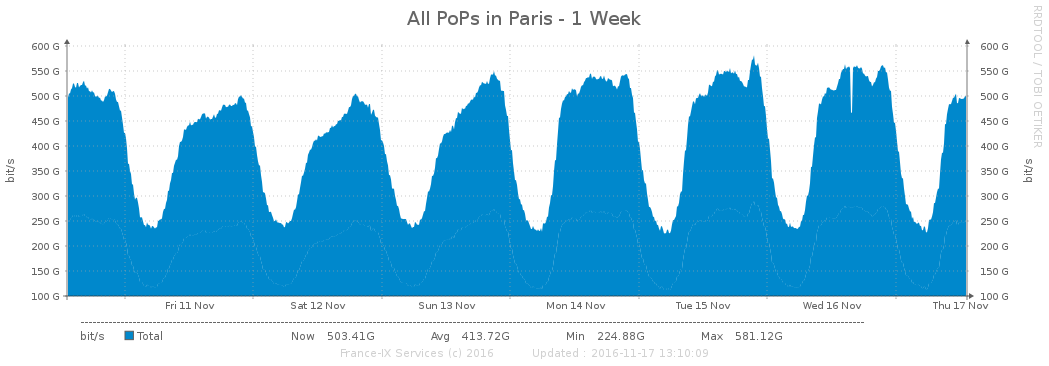 All PoPs in Paris - 1 Week
RRDTOOL / TOBI OETIKER
600 G 600 G
550 G 550 G
500 G 500 G
450 G 450 G
400 G 400 G
350 G 350 G
300 G 300 G
250 G 250 G
200 G 200 G
150 G 150 G
100 G 100 G
bit/s bit/s
Fri 11 Nov Sat 12 Nov Sun 13 Nov Mon 14 Nov Tue 15 Nov Wed 16 Nov Thu 17 Nov
bit/s Total Now 503.41G Avg 413.72G Min 224.88G Max 581.12G
France-IX Services (c) 2016 Updated : 2016-11-17 13:10:09